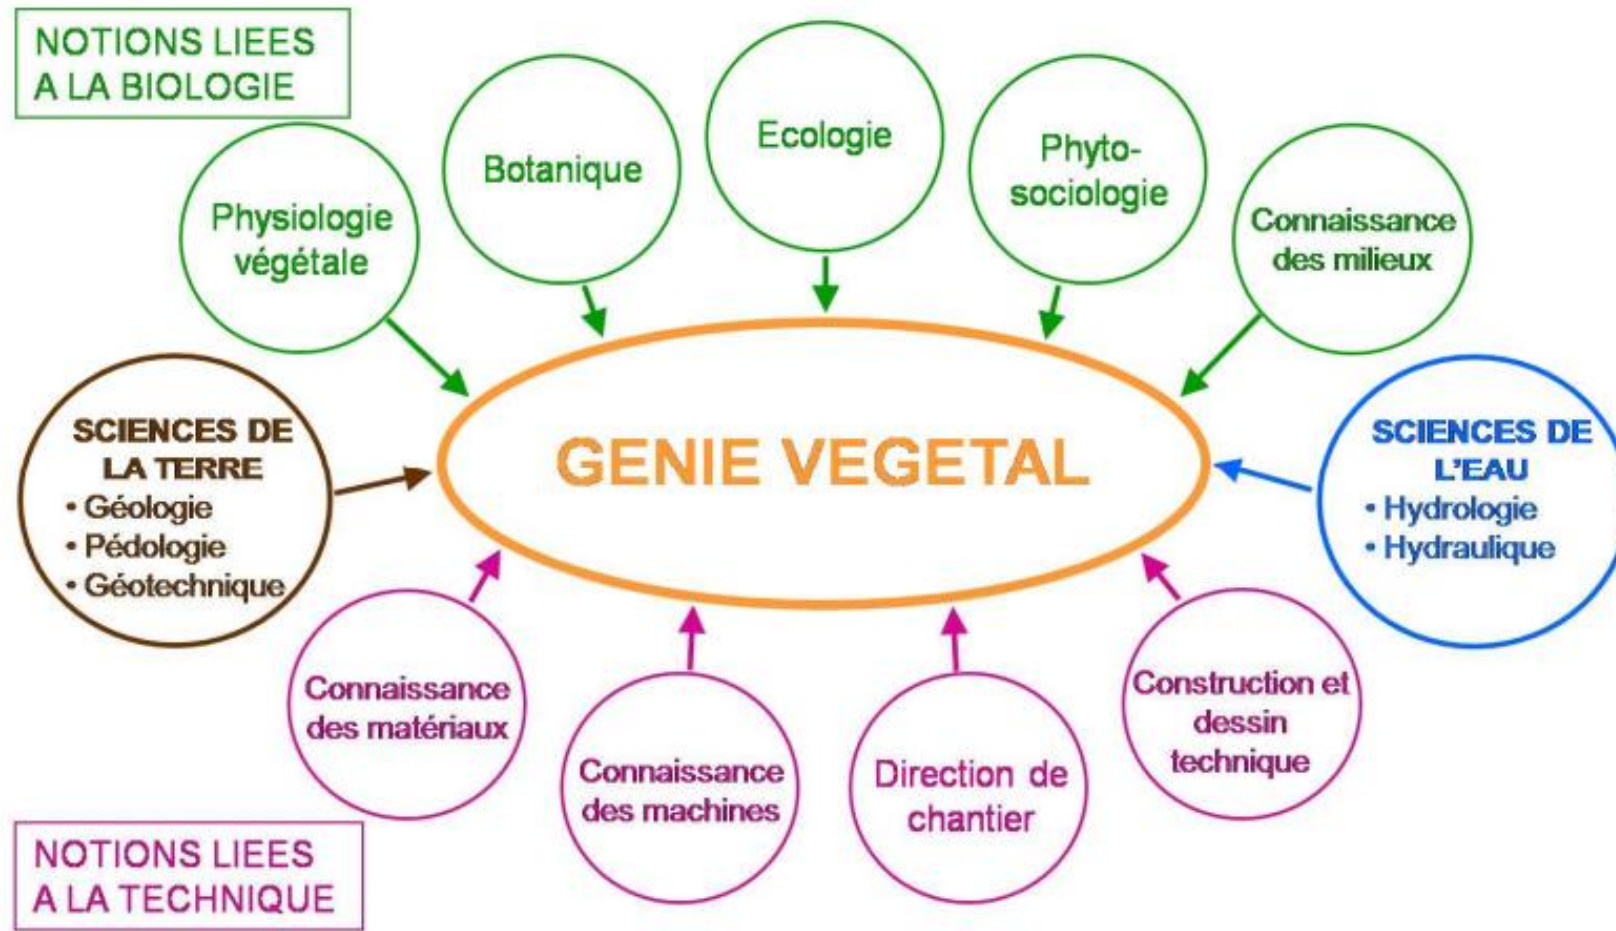 NOTIONS LIEES
A LA BIOLOGIE
Physiologie
végétale
Botanique
Ecologie
Phyto-
sociologie
Connaissance
des milieux
SCIENCES DE
LA TERRE
• Géologie
• Pédologie
• Géotechnique
GENIE VEGETAL
SCIENCES DE
L'EAU
• Hydrologie
• Hydraulique
Connaissance
des matériaux
Connaissance
des machines
Direction de
chantier
Construction et
dessin
technique
NOTIONS LIEES
A LA TECHNIQUE